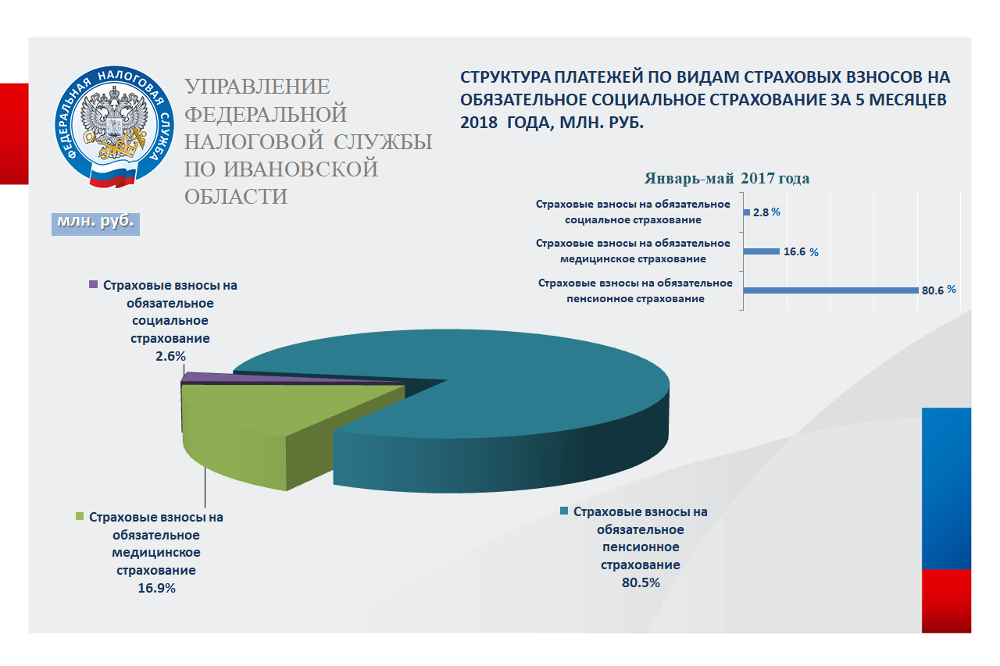 ФЕДЕРАЛЬНАЯ НАЛОГОВАЯ СЛУЖБА
УПРАВЛЕНИЕ
ФЕДЕРАЛЬНОЙ
НАЛОГОВОЙ СЛУЖБЫ
ПО ИВАНОВСКОЙ
ОБЛАСТИ
СТРУКТУРА ПЛАТЕЖЕЙ ПО ВИДАМ СТРАХОВЫХ ВЗНОСОВ НА
ОБЯЗАТЕЛЬНОЕ СОЦИАЛЬНОЕ СТРАХОВАНИЕ ЗА 5 МЕСЯЦЕВ
2018 ГОДА, МЛН. РУБ.
млн. руб.
Январь-май 2017 года
Страховые взносы на обязательное
социальное страхование
2.8 %
Страховые взносы на обязательное
медицинское страхование
16.6 %
Страховые взносы на обязательное
пенсионное страхование
80.6 %
Страховые взносы на
обязательное
социальное
страхование
2.6%
Страховые взносы на
обязательное
медицинское
страхование
16.9%
Страховые взносы на
обязательное
пенсионное
страхование
80.5%